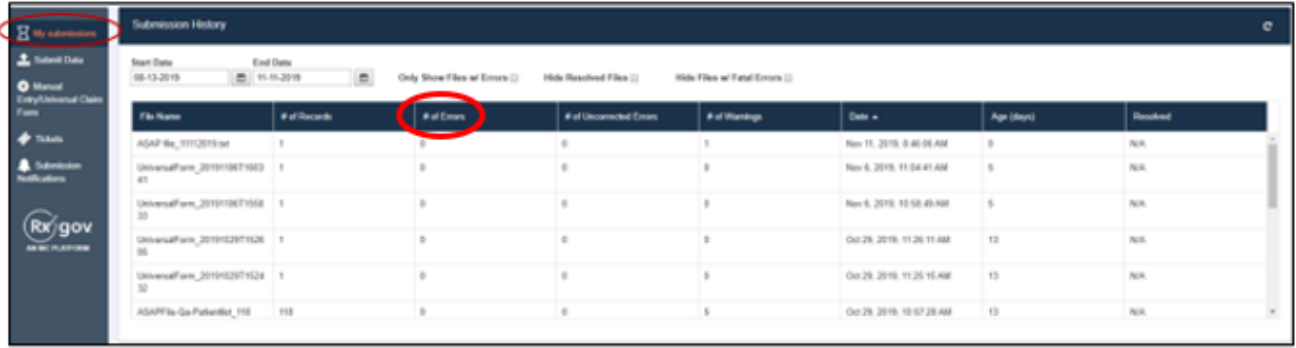 My submissions
Submit Data
Manual
Entry/Universal Claim
Form
Tickets
Submission
Notifications
Rx gov
AN NIC PLATFORM
Submission History
Start Date End Date
08-13-2019 11-11-2019 Only Show Files w/ Errors Hide Resolved Files Hide Files w/ Fatal Errors
File Name # of Records # of Errors # of Uncorrected Errors # of Warnings Date Age (days) Resolved
ASAP file_11112019.txt 1 0 0 1 Nov 11, 2019, 8:46:06 AM 0 N/A
UniversalForm_20191106T1603 1 0 0 0 Nov 6, 2019, 11:04:41 AM 5 N/A
41
UniversalForm_20191106T1558 1 0 0 0 Nov 6, 2019, 10:58:49 AM 5 N/A
33
UniversalForm_20191029T1526 1 0 0 0 Oct 29, 2019, 11:26:11 AM 13 N/A
06
UniversalForm_20191029T1524 1 0 0 0 Oct 29, 2019, 11:25:15 AM 13 N/A
32
ASAPFile-Qa-Patientlist_118 118 0 0 5 Oct 29, 2019, 10:57:28 AM 13 N/A